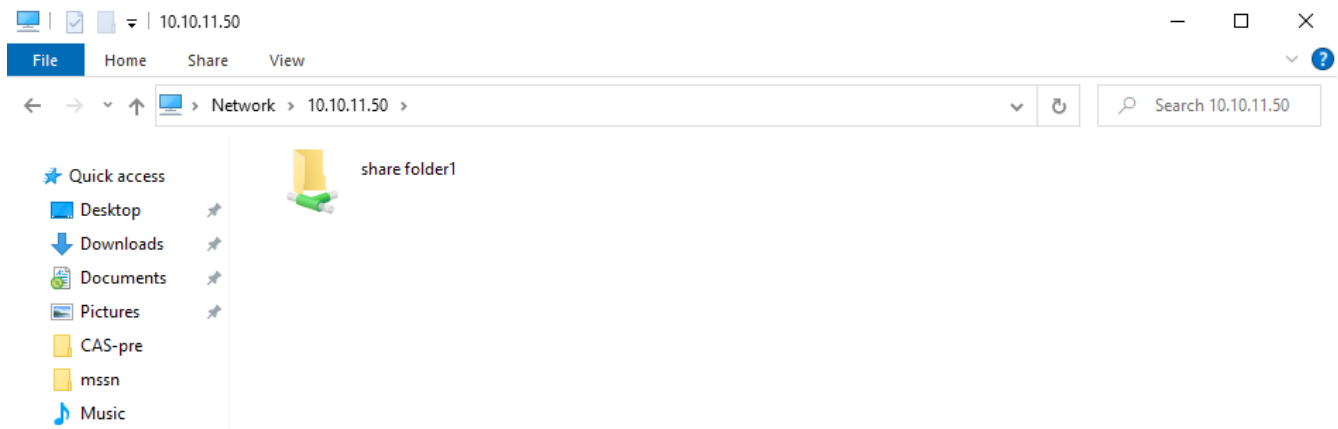 10.10.11.50
File Home Share View
Network > 10.10.11.50 >
Search 10.10.11.50
Quick access
share folder1
Desktop
Downloads
Documents
Pictures
CAS-pre
mssn
Music